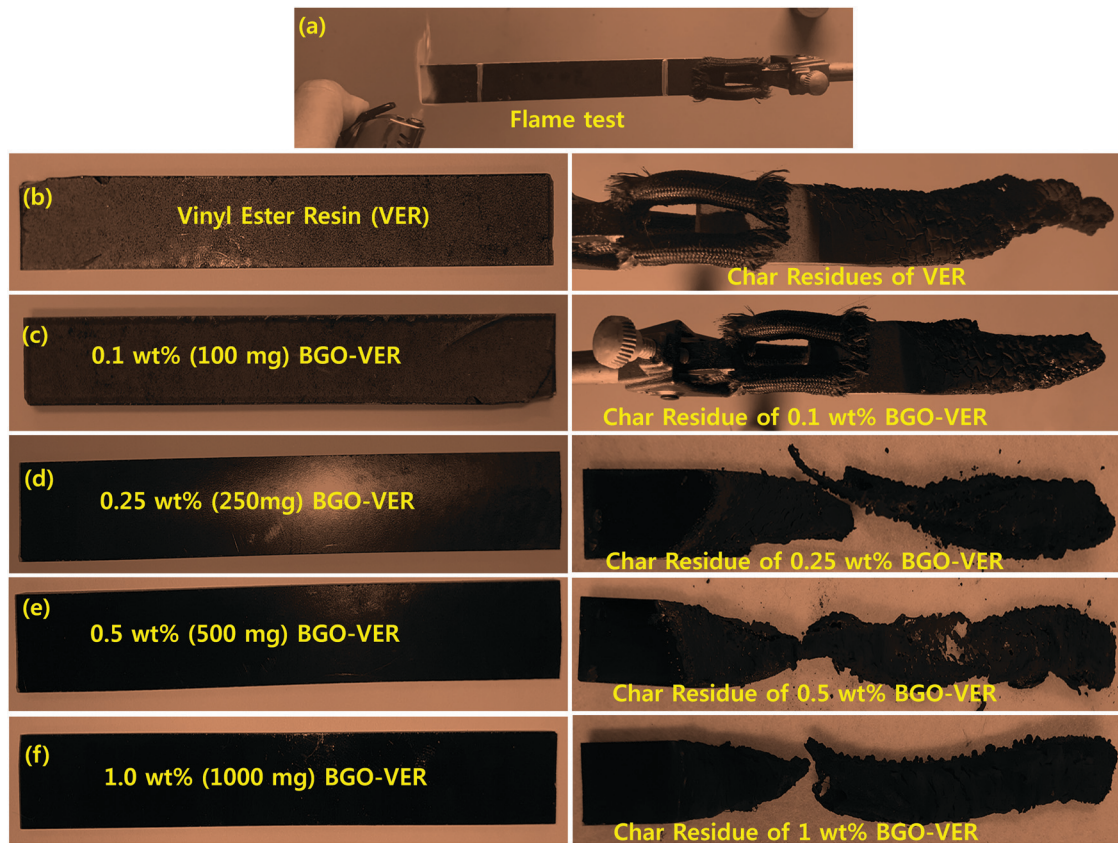 (a)
Flame test
(b)
Vinyl Ester Resin (VER)
Char Residues of VER
(c)
0.1 wt% (100 mg) BGO-VER
Char Residue of 0.1 wt% BGO-VER
(d)
0.25 wt% (250mg) BGO-VER
Char Residue of 0.25 wt% BGO-VER
(e)
0.5 wt% (500 mg) BGO-VER
Char Residue of 0.5 wt% BGO-VER
(f)
1.0 wt% (1000 mg) BGO-VER
Char Residue of 1 wt% BGO-VER